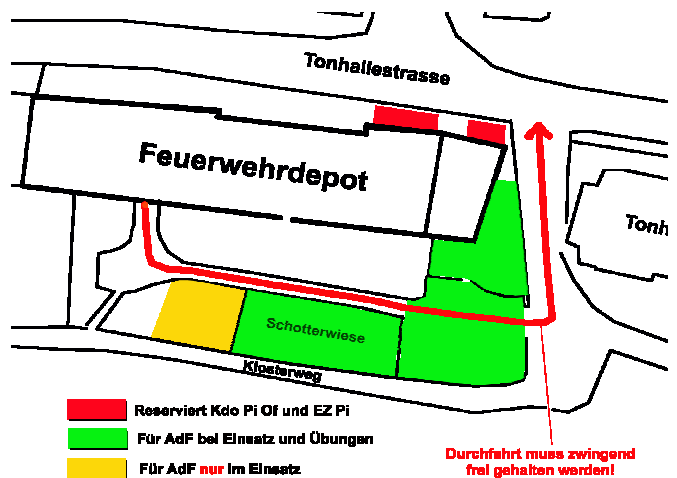 Tonhallestrasse
Feuerwehrdepot
Tonh
Schotterwiese
Klosterweg
Reserviert Kdo Pi Of und EZ Pi
Für AdF bei Einsatz und Übungen
Für AdF nur im Einsatz
Durchfahrt muss zwingend
frei gehalten werden!